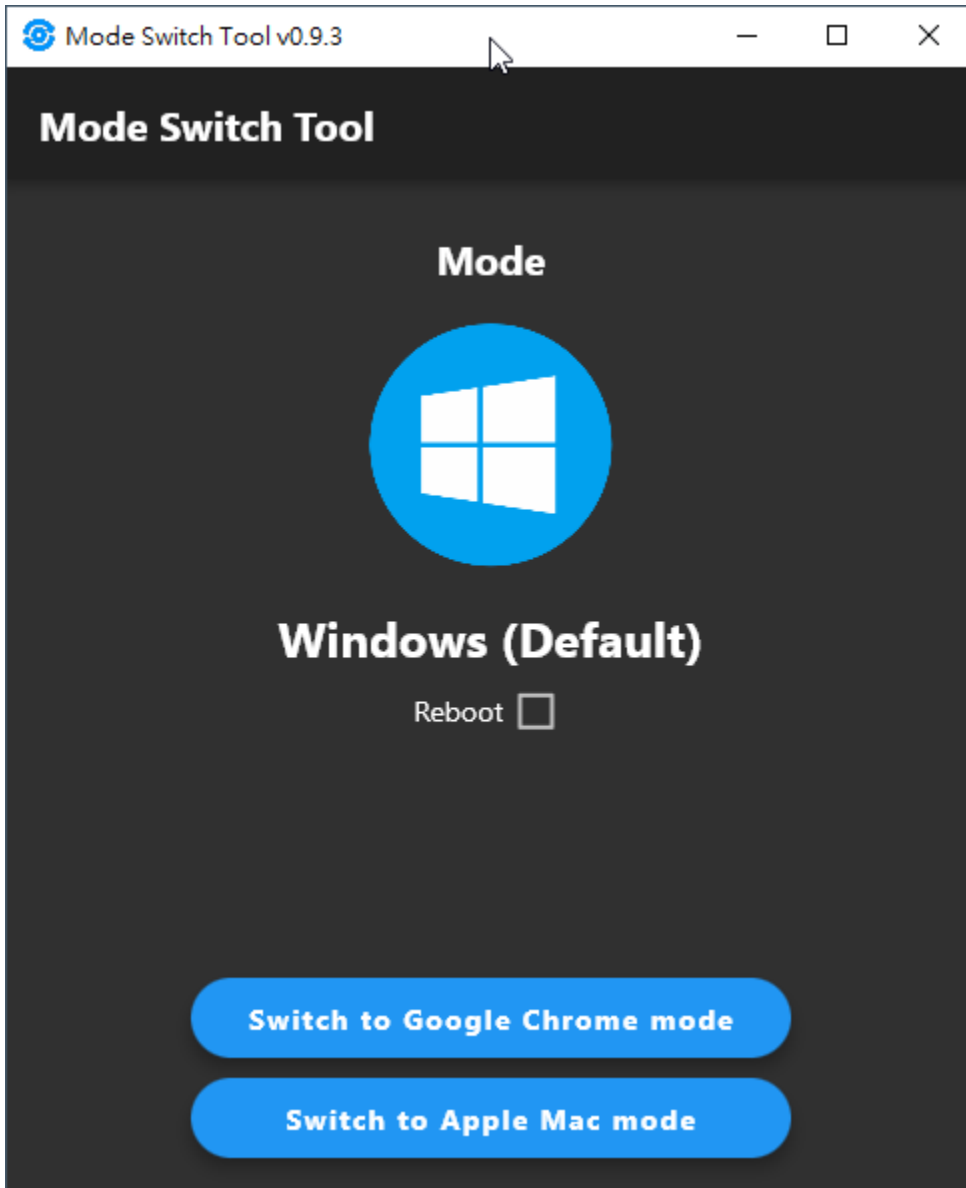 Mode Switch Tool v0.9.3
Mode Switch Tool
Mode
Windows (Default)
Reboot
Switch to Google Chrome mode
Switch to Apple Mac mode